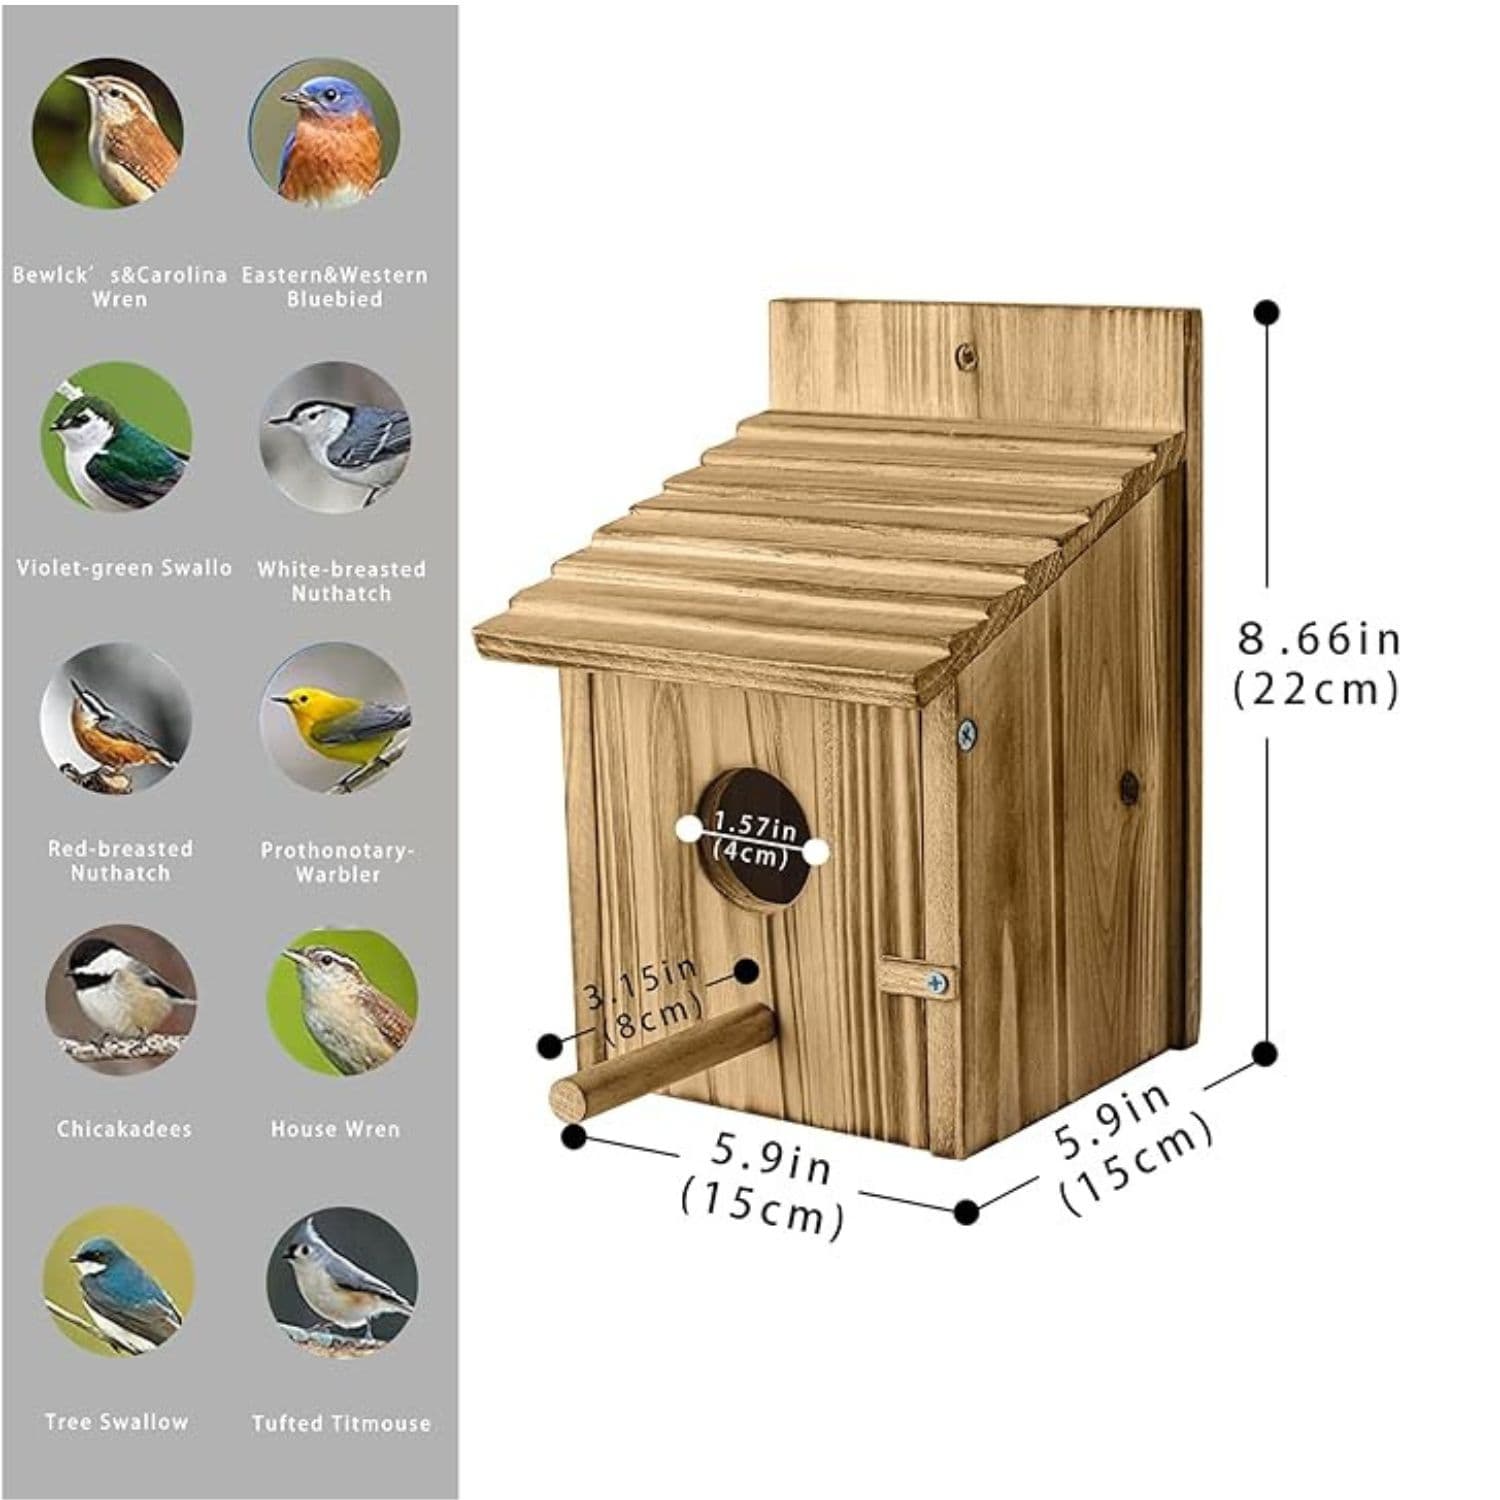 Bewlck’ s&Carolina
Wren
Eastern&Western
Bluebied
Violet-green Swallo
White-breasted
Nuthatch
Red-breasted
Nuthatch
Prothonotary-
Warbler
Chicakadees
House Wren
Tree Swallow
Tufted Titmouse
8.66in
(22cm)
1.57in
(4cm)
3.15in
(8cm)
5.9in
(15cm)
5.9in
(15cm)